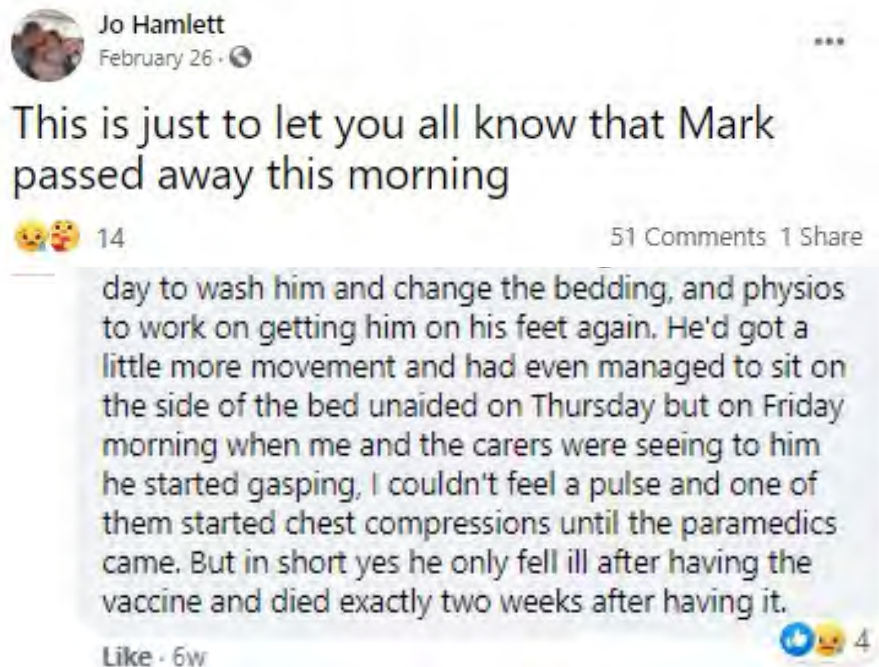 Jo Hamlett
February 26 ·
This is just to let you all know that Mark
passed away this morning
14
51 Comments 1 Share
day to wash him and change the bedding, and physios
to work on getting him on his feet again. He'd got a
little more movement and had even managed to sit on
the side of the bed unaided on Thursday but on Friday
morning when me and the carers were seeing to him
he started gasping, I couldn't feel a pulse and one of
them started chest compressions until the paramedics
came. But in short yes he only fell ill after having the
vaccine and died exactly two weeks after having it.
4
Like · 6w